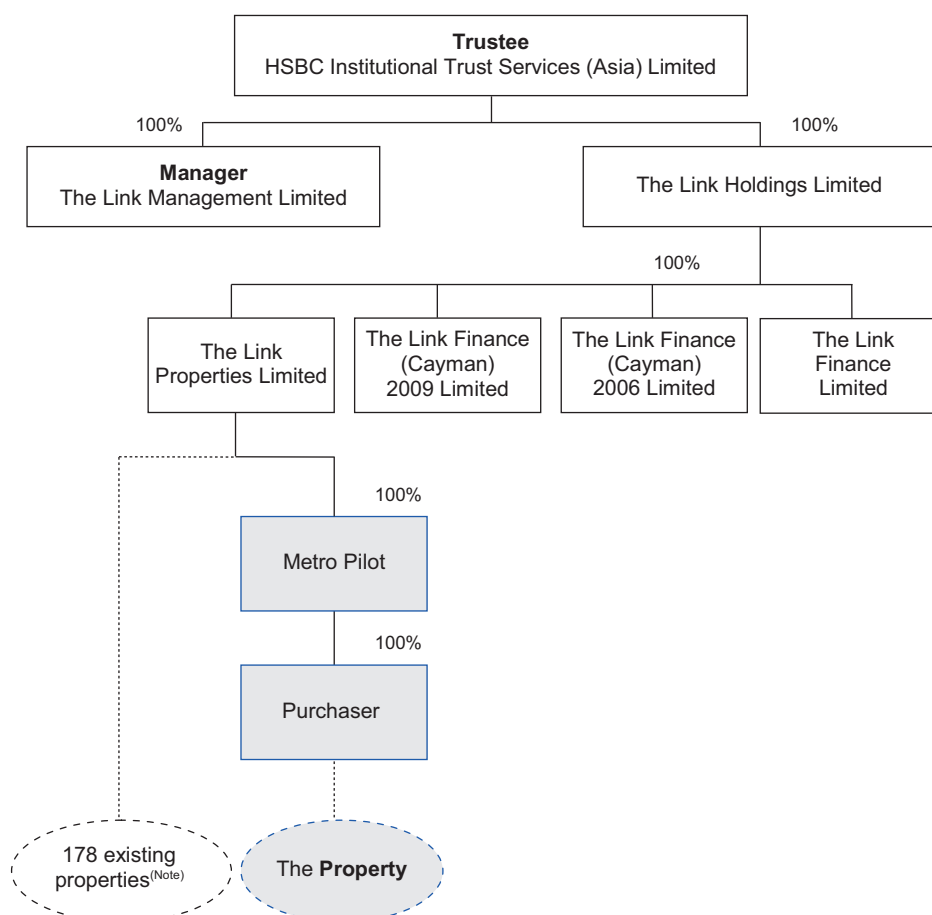 Trustee
HSBC Institutional Trust Services (Asia) Limited
100%
100%
Manager
The Link Management Limited
The Link Holdings Limited
100%
The Link
Properties Limited
The Link Finance
(Cayman)
2009 Limited
The Link Finance
(Cayman)
2006 Limited
The Link
Finance
Limited
100%
Metro Pilot
100%
Purchaser
178 existing
properties(Note)
The Property